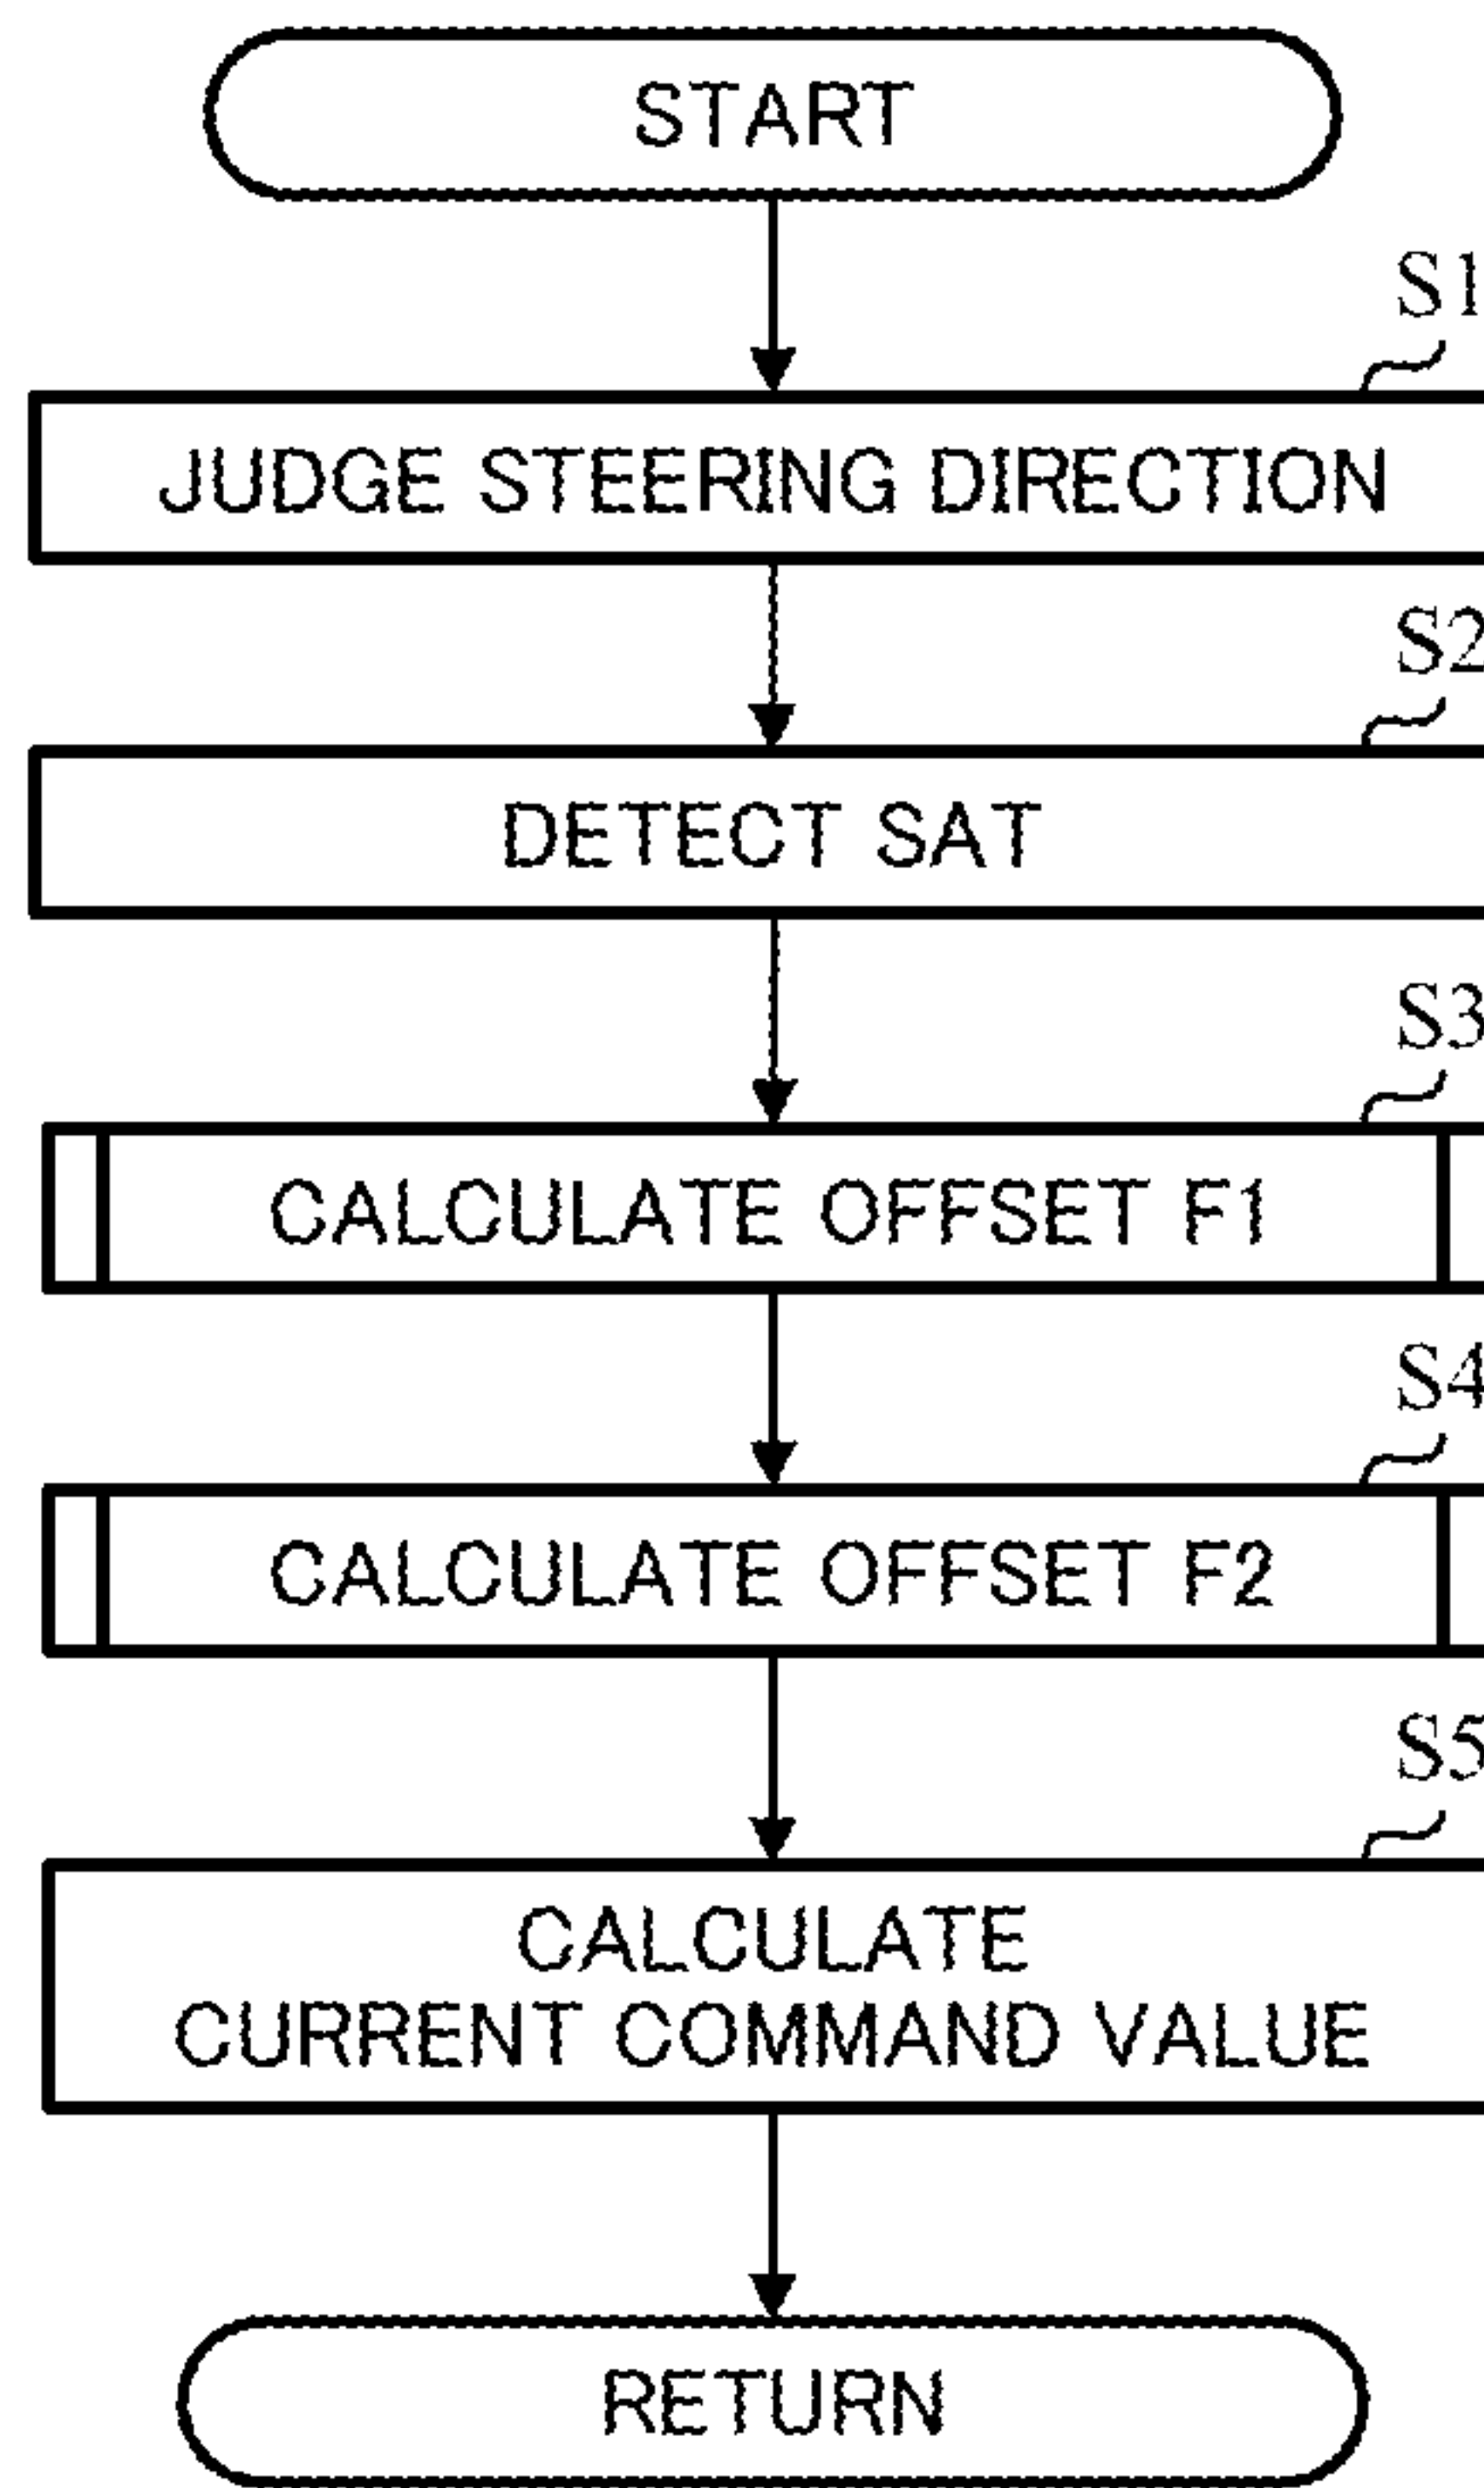 START
S1
JUDGE STEERING DIRECTION
S2
DETECT SAT
S3
CALCULATE OFFSET F1
S4
CALCULATE OFFSET F2
S5
CALCULATE
CURRENT COMMAND VALUE
RETURN